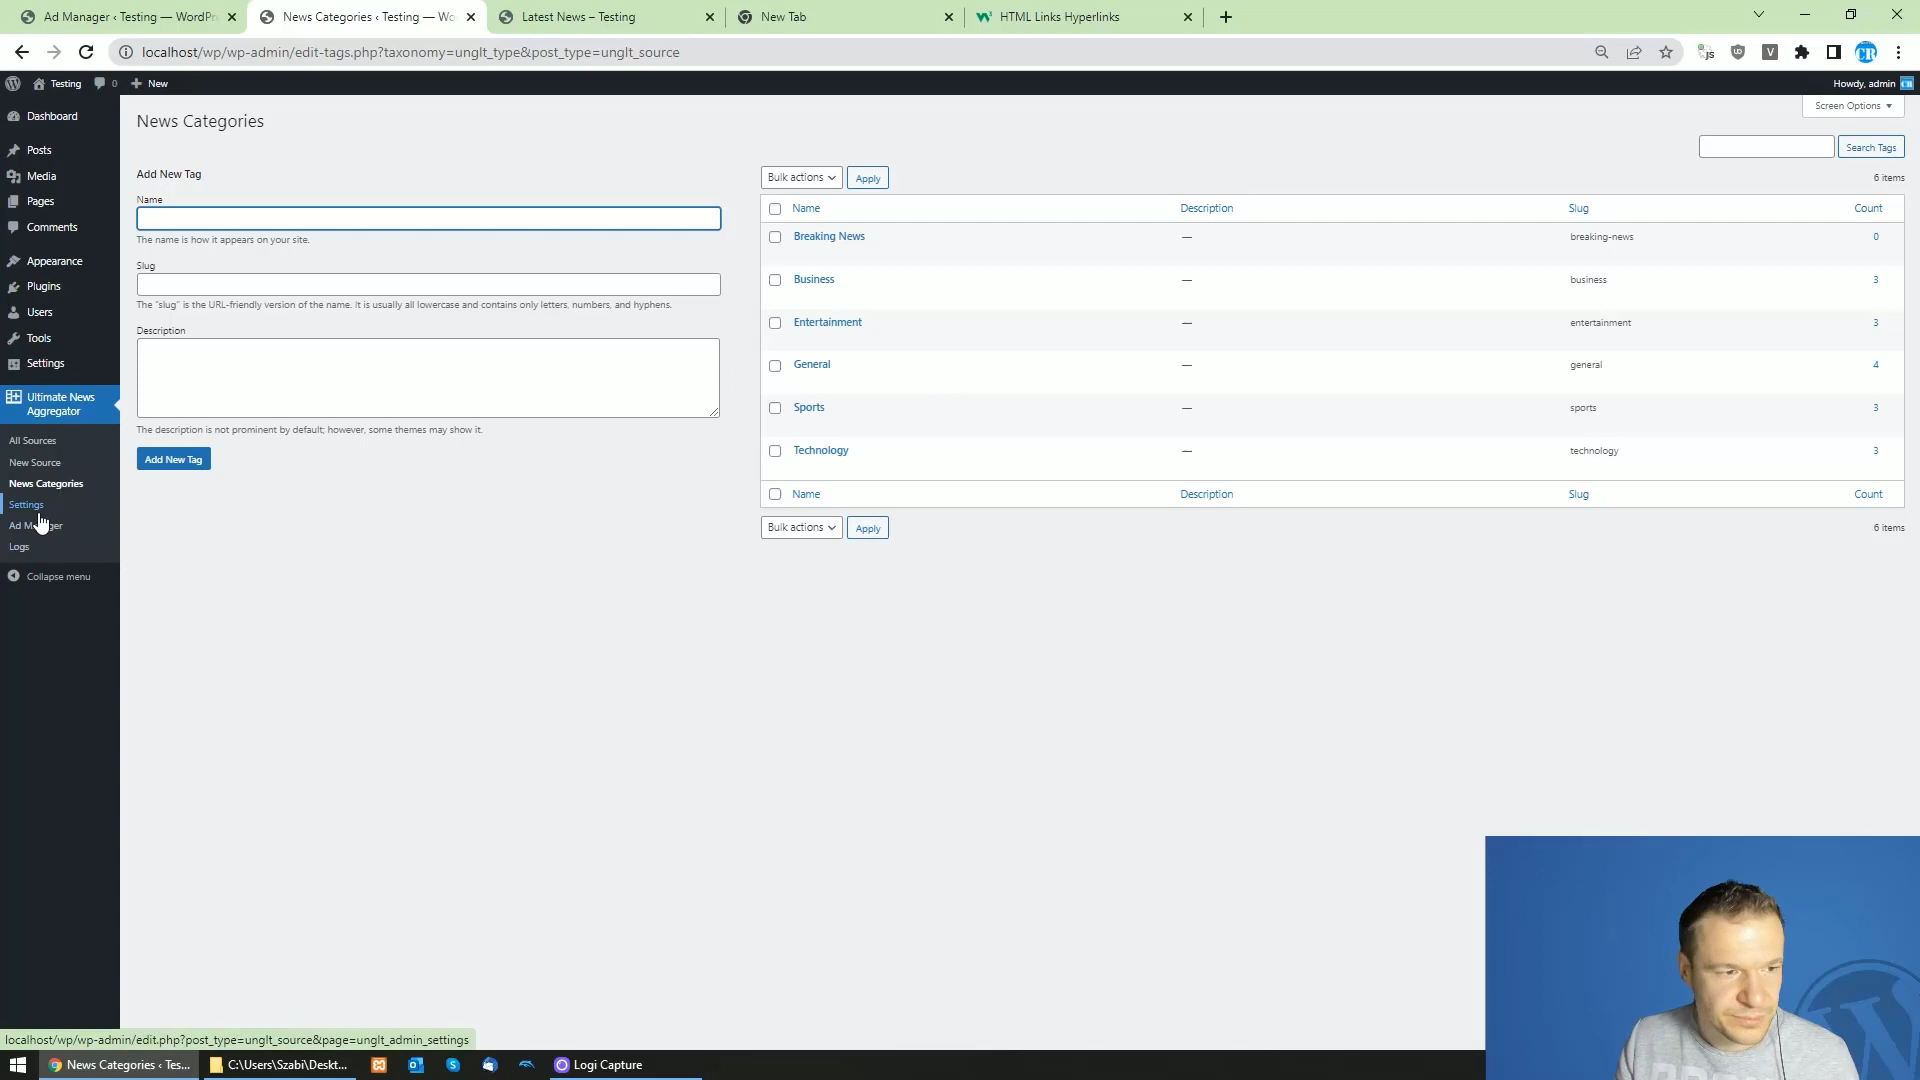 Ad Manager ‹ Testing — WordPr
News Categories ‹ Testing — Wo
Latest News – Testing
New Tab
HTML Links Hyperlinks
localhost/wp/wp-admin/edit-tags.php?taxonomy=unglt_type&post_type=unglt_source
Testing
0
New
Howdy, admin
Dashboard
Posts
Media
Pages
Comments
Appearance
Plugins
Users
Tools
Settings
Ultimate News
Aggregator
All Sources
New Source
News Categories
Settings
Ad M ger
Logs
Collapse menu
Screen Options
News Categories
Search Tags
Add New Tag
Name
The name is how it appears on your site.
Slug
The "slug" is the URL-friendly version of the name. It is usually all lowercase and contains only letters, numbers, and hyphens.
Description
The description is not prominent by default; however, some themes may show it.
Add New Tag
Bulk actions
Apply
6 items
Name Description Slug Count
Breaking News — breaking-news 0
Business — business 3
Entertainment — entertainment 3
General — general 4
Sports — sports 3
Technology — technology 3
Name Description Slug Count
Bulk actions
Apply
6 items
localhost/wp/wp-admin/edit.php?post_type=unglt_source&page=unglt_admin_settings
News Categories ‹ Tes...
C:\Users\Szabi\Deskt...
Logi Capture